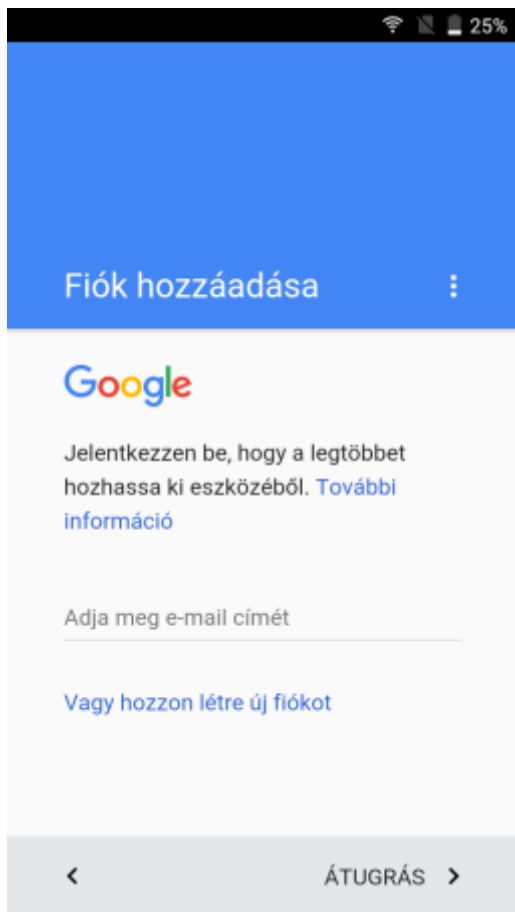 25%
Fiók hozzáadása
Google
Jelentkezzen be, hogy a legtöbbet
hozhassa ki eszközéből. További
információ
Adja meg e-mail címét
Vagy hozzon létre új fiókot
ÁTUGRÁS